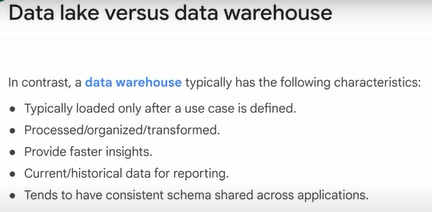 Data lake versus data warehouse
In contrast, a data warehouse typically has the following characteristics:
● Typically loaded only after a use case is defined.
● Processed/organized/transformed.
● Provide faster insights.
● Current/historical data for reporting.
● Tends to have consistent schema shared across applications.